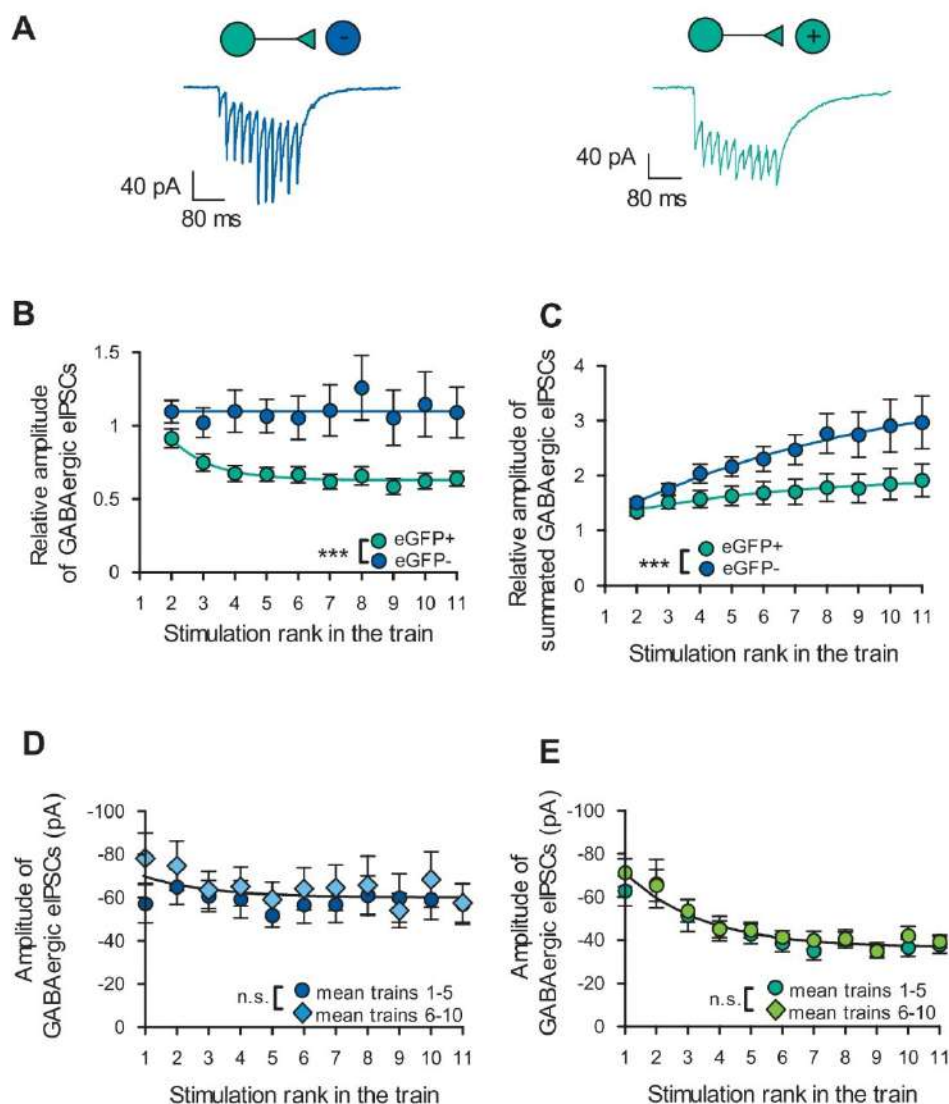 A
-
+
40 pA
80 ms
40 pA
80 ms
B
Relative amplitude
of GABAergic eIPSCs
1.5
1
0.5
0
*** eGFP+
eGFP-
1 2 3 4 5 6 7 8 9 10 11
Stimulation rank in the train
C
Relative amplitude of
summated GABAergic eIPSCs
4
3
2
1
0
*** eGFP+
eGFP-
1 2 3 4 5 6 7 8 9 10 11
Stimulation rank in the train
D
Amplitude of
GABAergic eIPSCs (pA)
-100
-80
-60
-40
-20
0
n.s. mean trains 1-5
mean trains 6-10
1 2 3 4 5 6 7 8 9 10 11
Stimulation rank in the train
E
Amplitude of
GABAergic eIPSCs (pA)
-100
-80
-60
-40
-20
0
n.s. mean trains 1-5
mean trains 6-10
1 2 3 4 5 6 7 8 9 10 11
Stimulation rank in the train